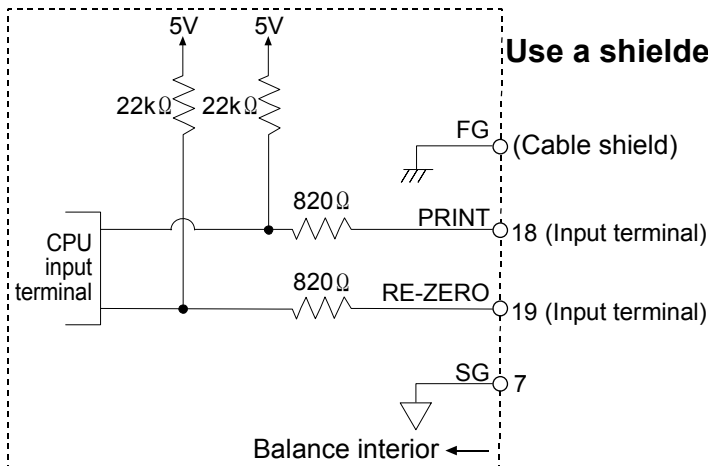 5V 5V
Use a shielde
22kΩ 22kΩ
FG
(Cable shield)
820Ω
PRINT
18 (Input terminal)
CPU
input
terminal
820Ω
RE-ZERO
19 (Input terminal)
SG
7
Balance interior